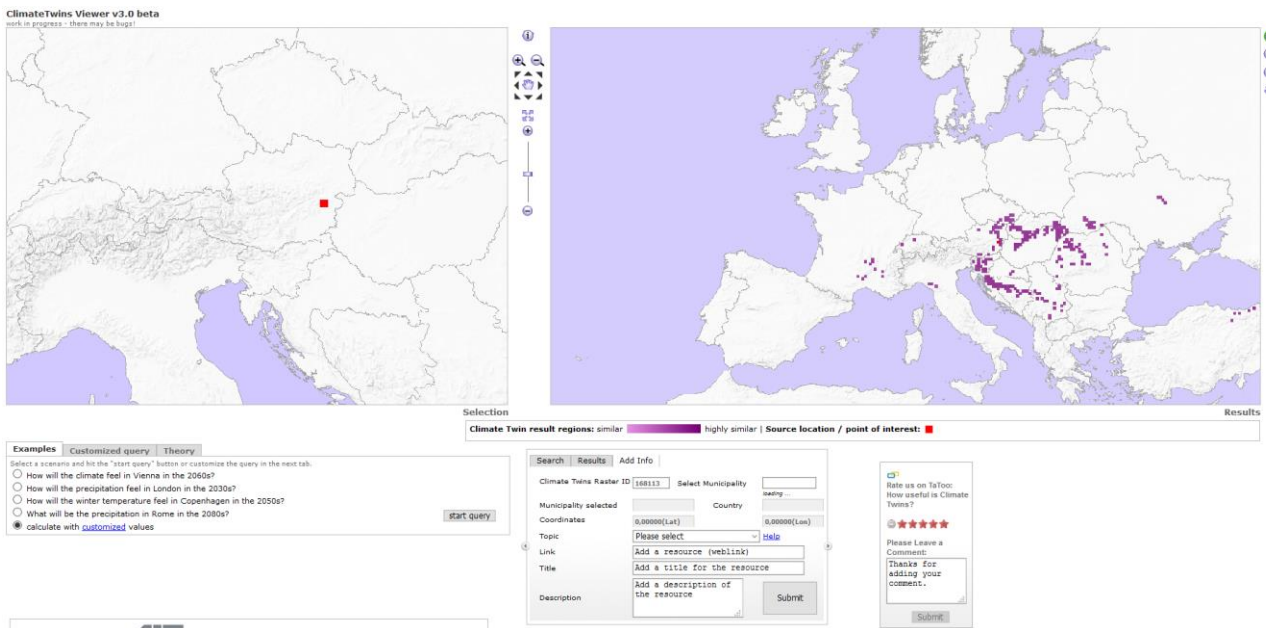 ClimateTwins Viewer v3.0 beta
work in progress - there may be bugs!
Selection
Results
Climate Twin result regions: similar highly similar | Source location / point of interest:
Examples Customized query Theory
Select a scenario and hit the "start query" button or customize the query in the next tab.
How will the climate feel in Vienna in the 2060s?
How will the precipitation feel in London in the 2030s?
How will the winter temperature feel in Copenhagen in the 2050s?
What will be the precipitation in Rome in the 2080s?
calculate with customized values
start query
Search Results Add Info
Climate Twins Raster ID 168113 Select Municipality
loading ...
Municipality selected Country
Coordinates 0,00000(Lat) 0,00000(Lon)
Topic Please select Help
Link Add a resource (weblink)
Title Add a title for the resource
Description Add a description of
the resource
Submit
Rate us on TaToo:
How useful is Climate
Twins?
Please Leave a
Comment:
Thanks for
adding your
comment.
Submit